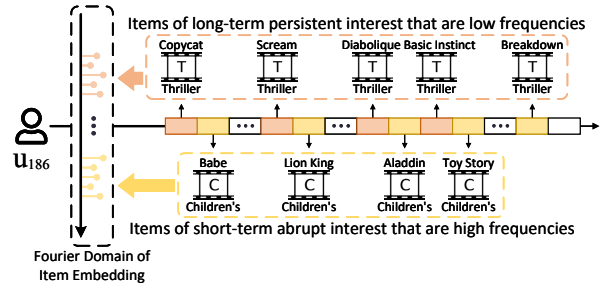 Items of long-term persistent interest that are low frequencies
Copycat Scream Diabolique Basic Instinct Breakdown
T T T T T
Thriller Thriller Thriller Thriller Thriller
u186
Babe Lion King Aladdin Toy Story
C C C C
Children's Children's Children's Children's
Items of short-term abrupt interest that are high frequencies
Fourier Domain of
Item Embedding